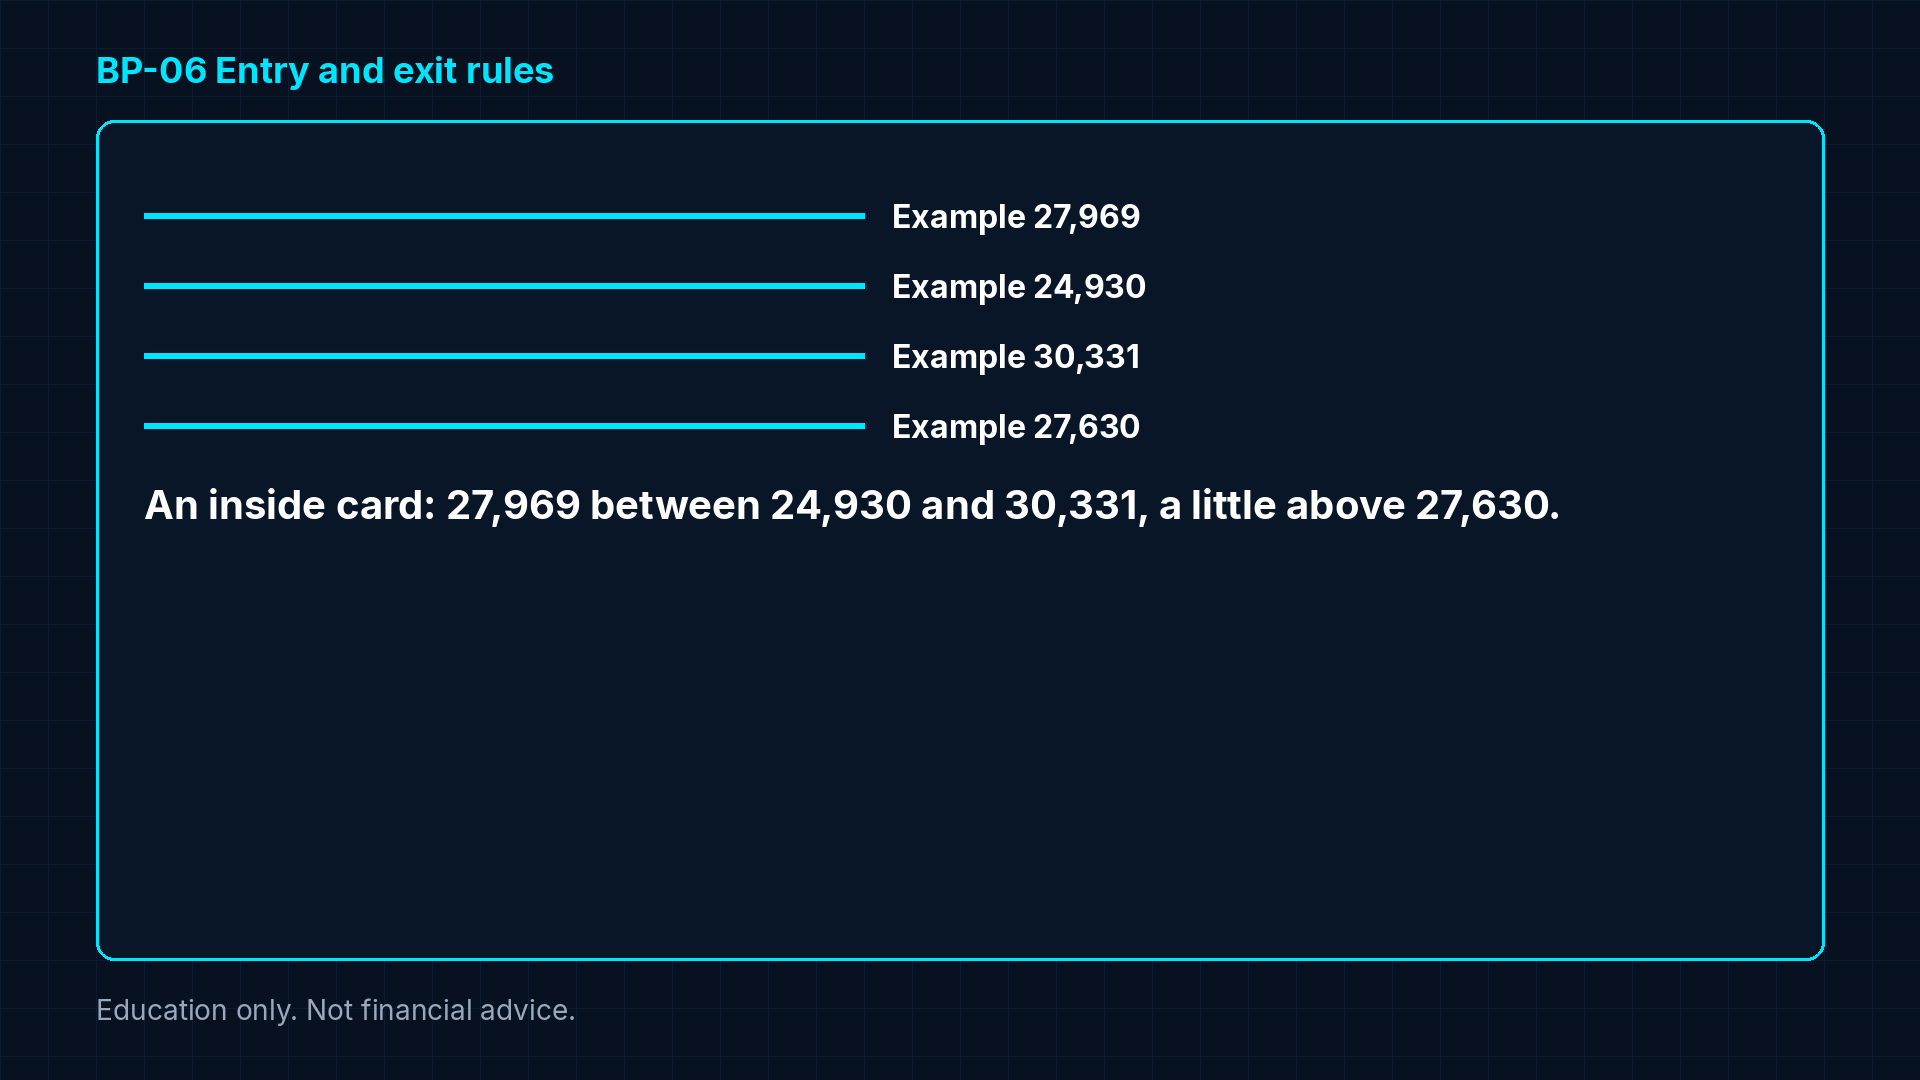 BP-06 Entry and exit rules
Example 27,969
Example 24,930
Example 30,331
Example 27,630
An inside card: 27,969 between 24,930 and 30,331, a little above 27,630.
Education only. Not financial advice.